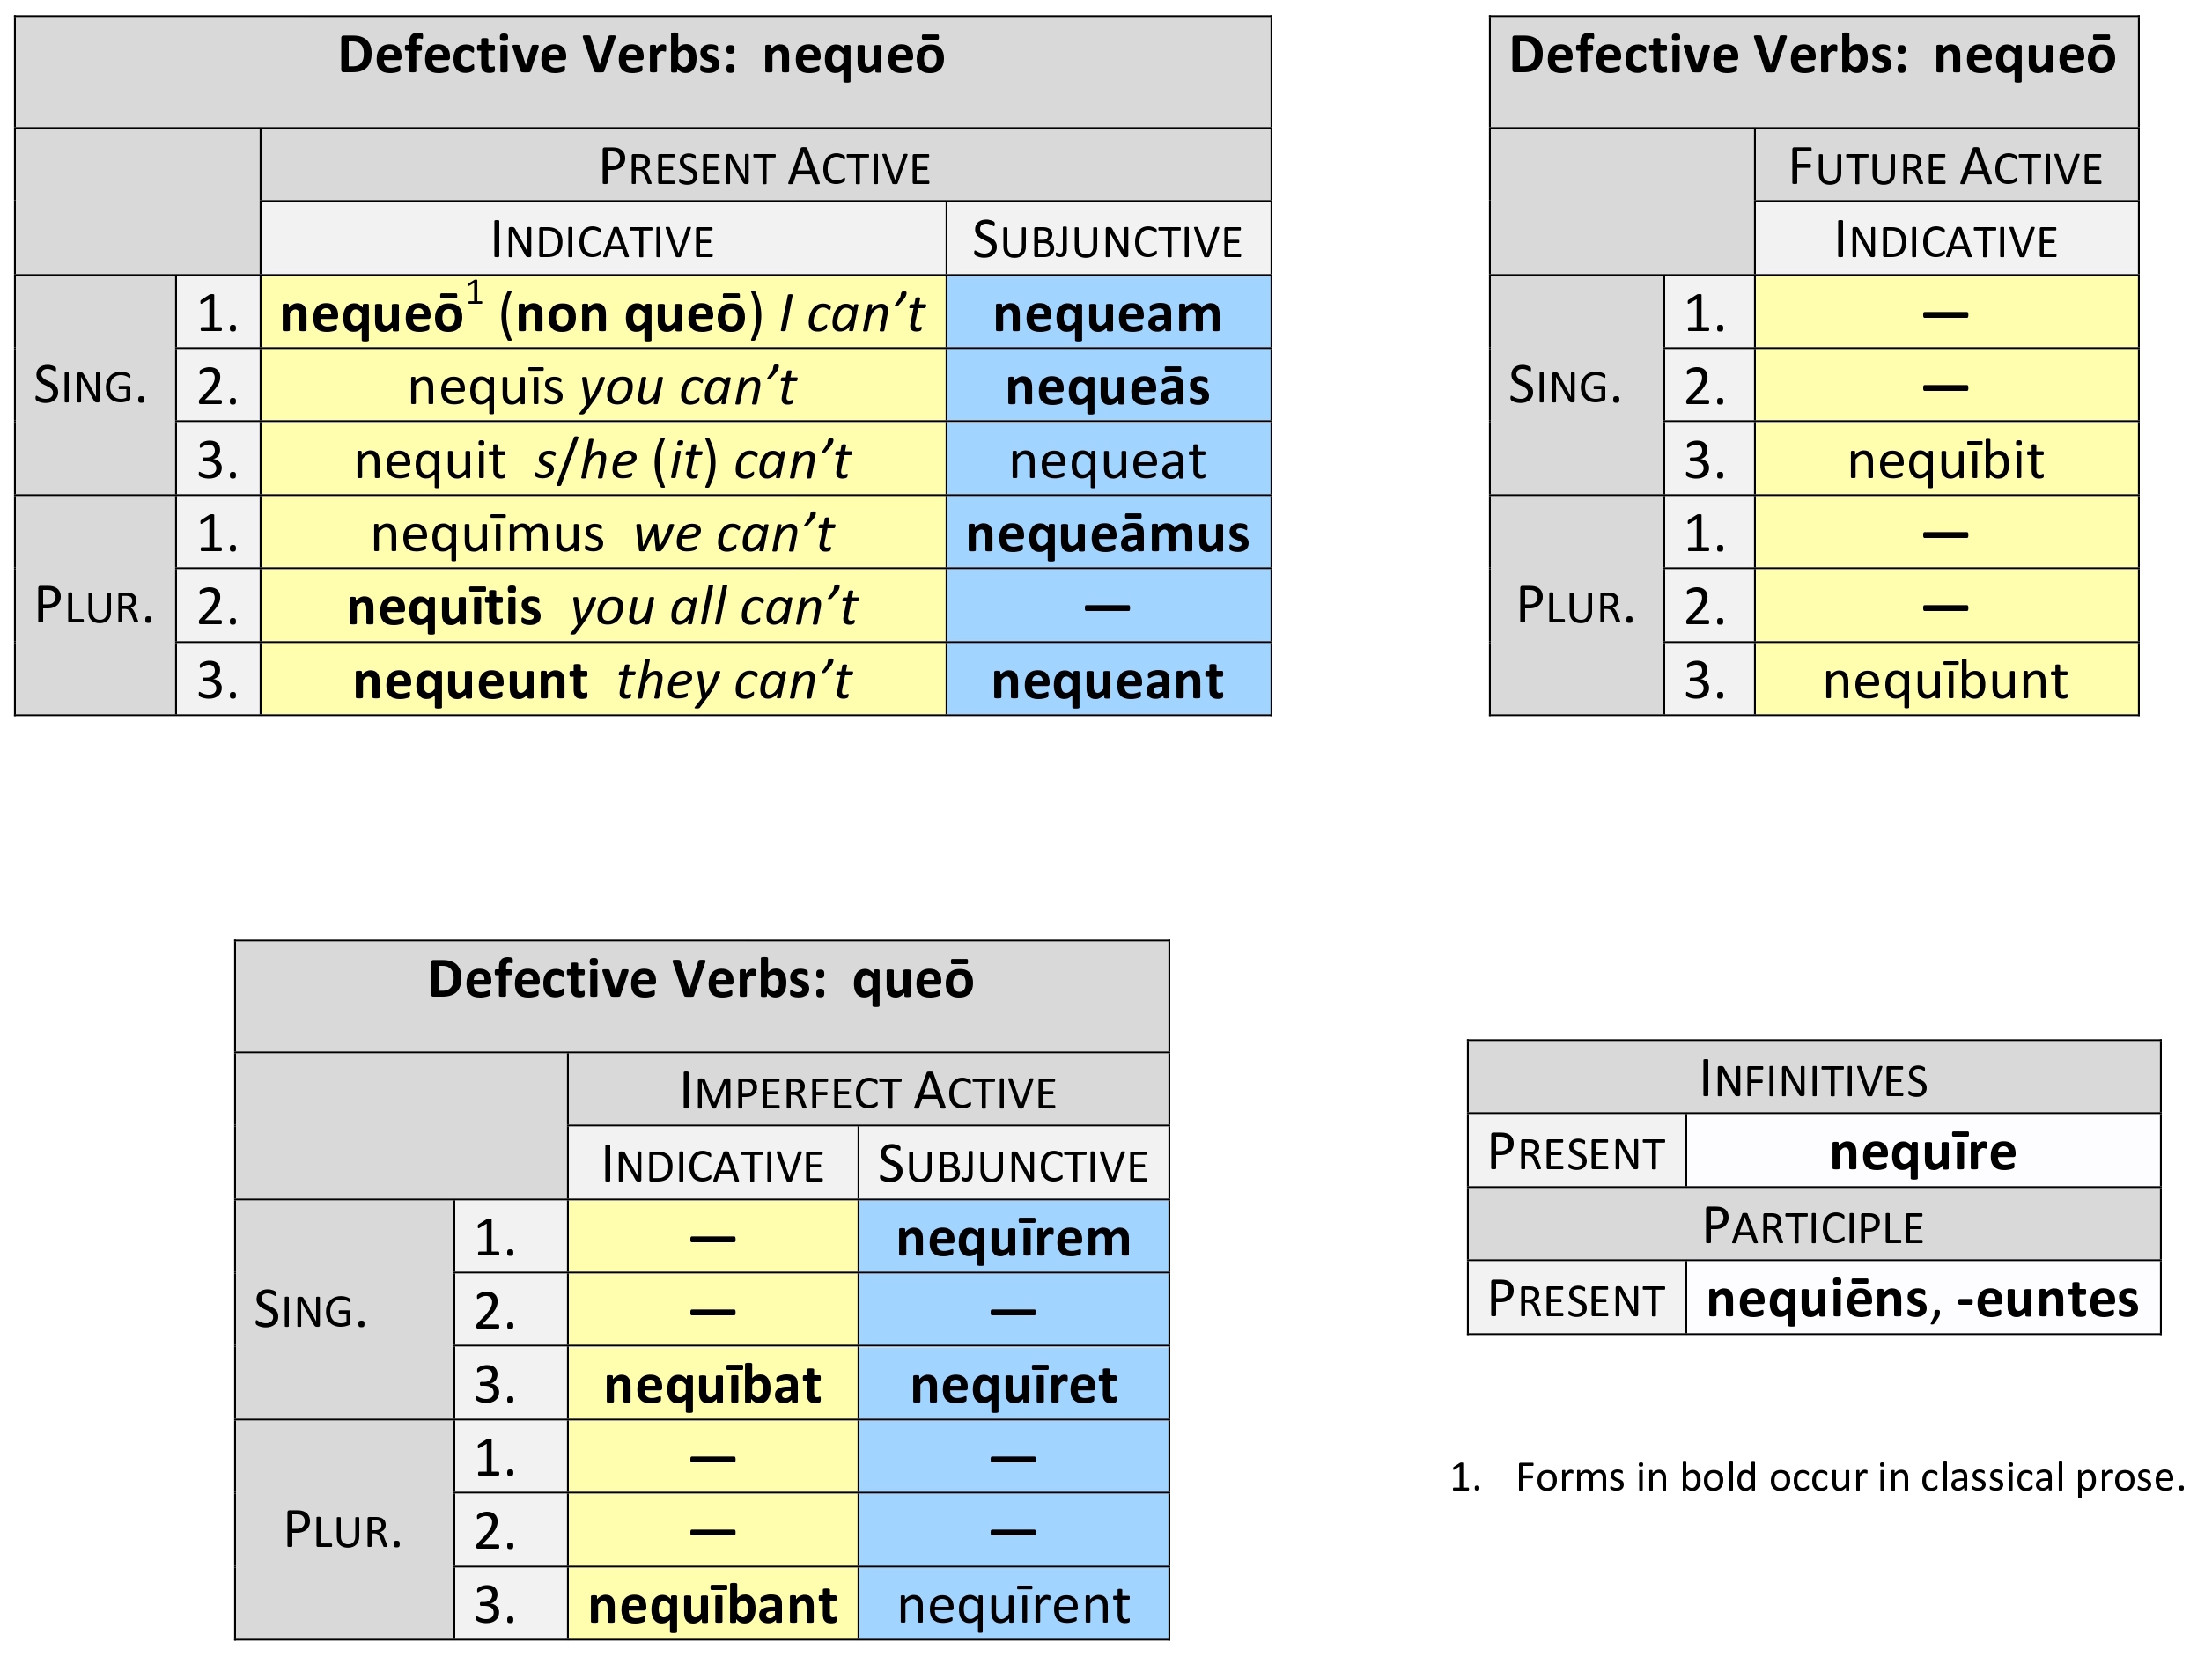 Defective Verbs: nequeō
PRESENT ACTIVE
INDICATIVE SUBJUNCTIVE
SING. 1. nequeō¹ (non queō) I can’t nequeam
2. nequīs you can’t nequeās
3. nequit s/he (it) can’t nequeat
PLUR. 1. nequīmus we can’t nequeāmus
2. nequītis you all can’t —
3. nequeunt they can’t nequeant
Defective Verbs: nequeō
FUTURE ACTIVE
INDICATIVE
SING. 1. —
2. —
3. nequībit
PLUR. 1. —
2. —
3. nequībunt
Defective Verbs: queō
IMPERFECT ACTIVE
INDICATIVE SUBJUNCTIVE
SING. 1. — nequīrem
2. — —
3. nequībat nequīret
PLUR. 1. — —
2. — —
3. nequībant nequīrent
INFINITIVES
PRESENT nequīre
PARTICIPLE
PRESENT nequiēns, -euntes
1. Forms in bold occur in classical prose.